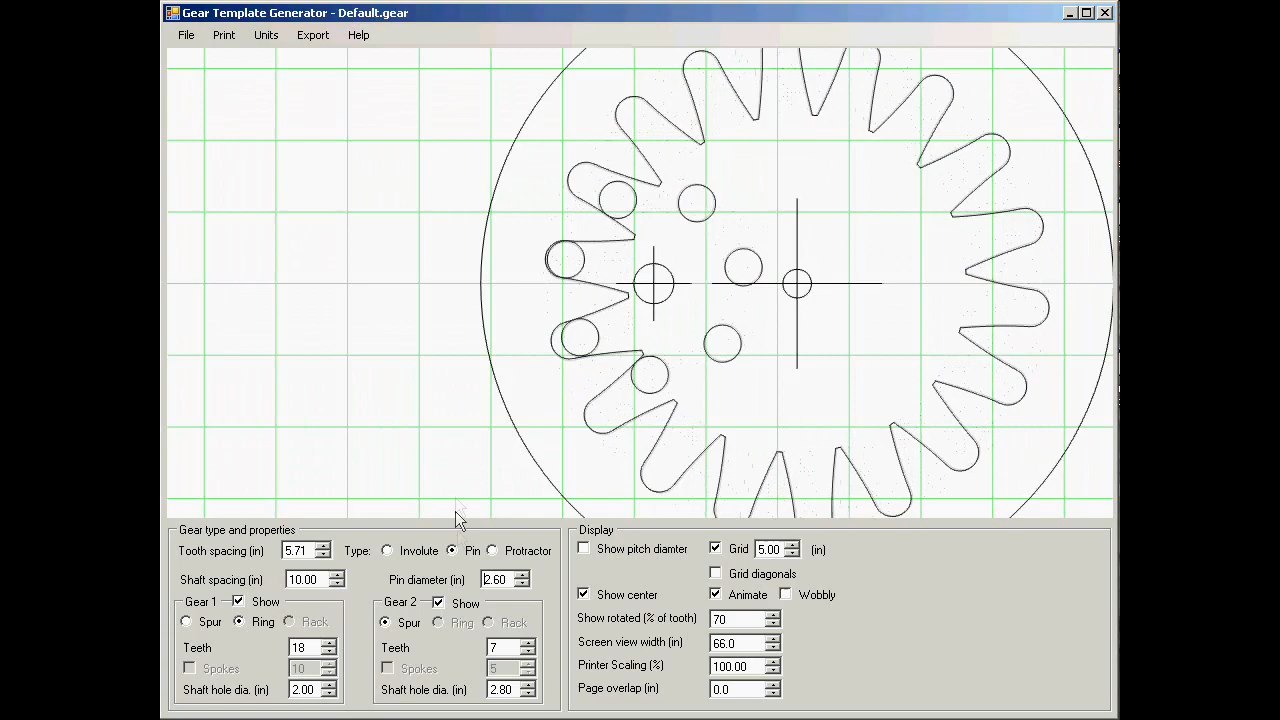 Gear Template Generator - Default.gear
File Print Units Export Help
Gear type and properties
Tooth spacing (in) 5.71 Type: Involute Pin Protractor
Shaft spacing (in) 10.00 Pin diameter (in) 2.60
Gear 1 Show
Spur Ring Rack
Teeth 18
Spokes 10
Shaft hole dia. (in) 2.00
Gear 2 Show
Spur Ring Rack
Teeth 7
Spokes 5
Shaft hole dia. (in) 2.80
Display
Show pitch diamter Grid 5.00 (in)
Grid diagonals
Show center Animate Wobbly
Show rotated (% of tooth) 70
Screen view width (in) 66.0
Printer Scaling (%) 100.00
Page overlap (in) 0.0